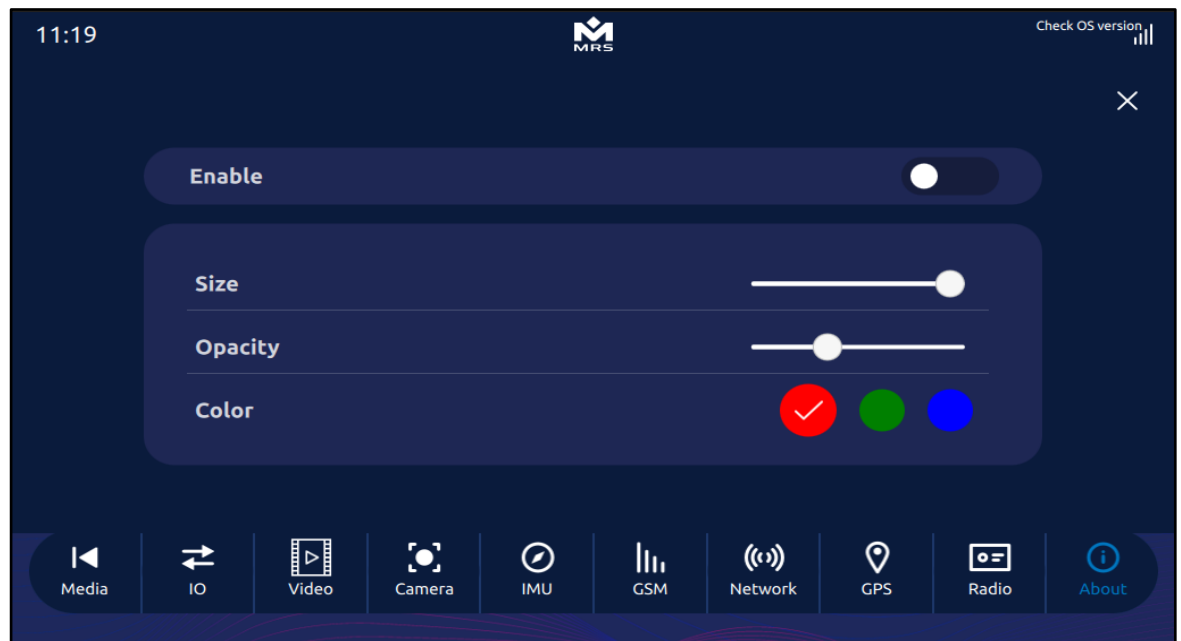 11:19
MRS
Check OS version
Enable
Size
Opacity
Color
Media
IO
Video
Camera
IMU
GSM
Network
GPS
Radio
About